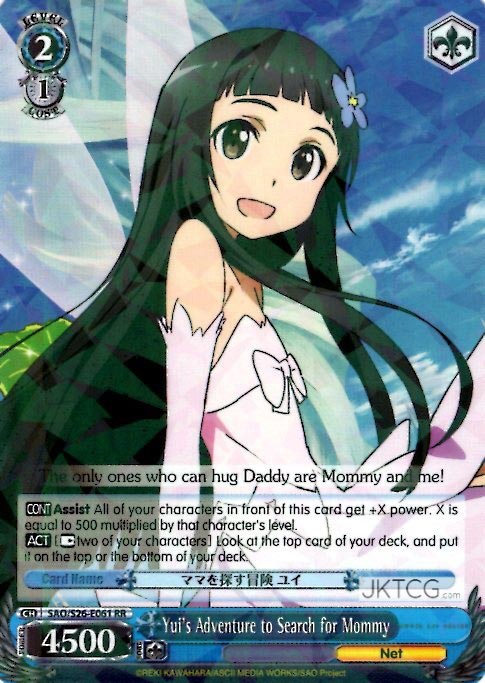 LEVEL
2
1
COST
The only ones who can hug Daddy are Mommy and me!
CONT Assist All of your characters in front of this card get +X power. X is
equal to 500 multiplied by that character's level.
ACT [two of your characters] Look at the top card of your deck, and put
it on the top or the bottom of your deck.
Card Name ママを探す冒険 ユイ
JKTCG.com
CH SAO/S26-E061 RR
POWER 4500 Yui's Adventure to Search for Mommy
Net
©REKI KAWAHARA/ASCII MEDIA WORKS/SAO Project